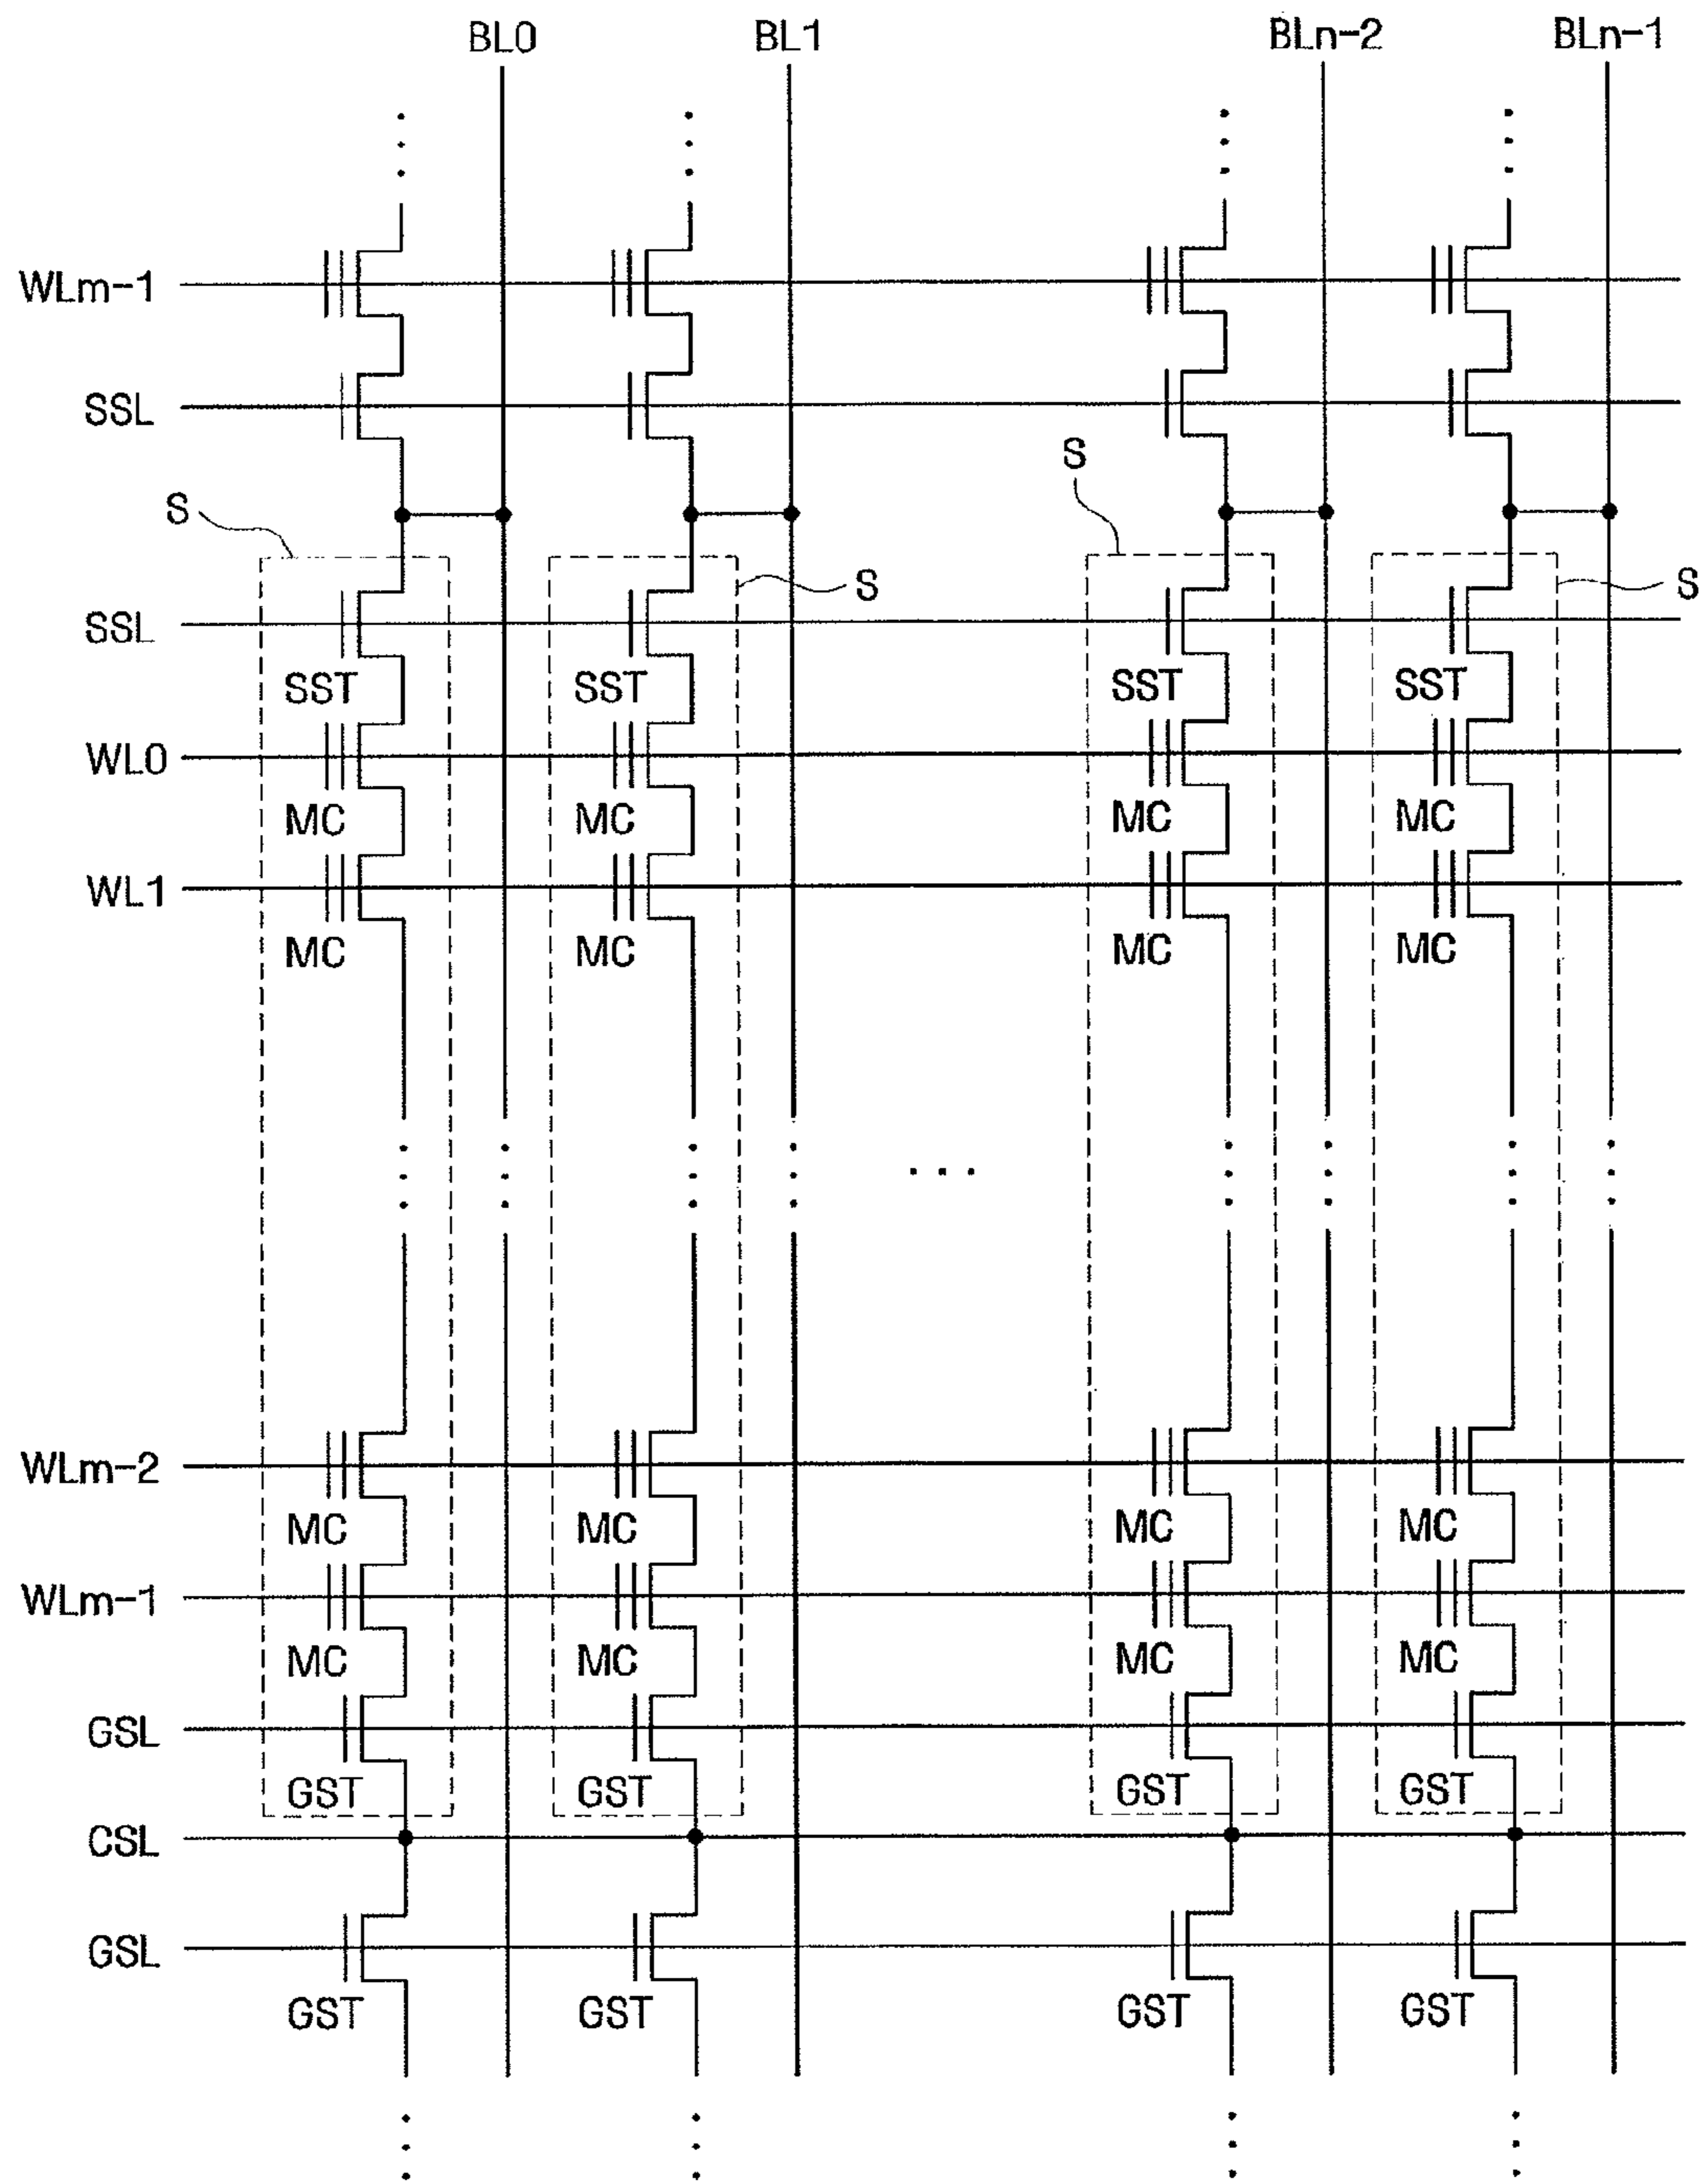 BL0 BL1 BLn-2 BLn-1
WLm-1
SSL
S S
S S
SSL
SST SST SST SST
WL0
MC MC MC MC
WL1
MC MC MC MC
WLm-2
MC MC MC MC
WLm-1
MC MC MC MC
GSL
GST GST GST GST
CSL
GSL
GST GST GST GST